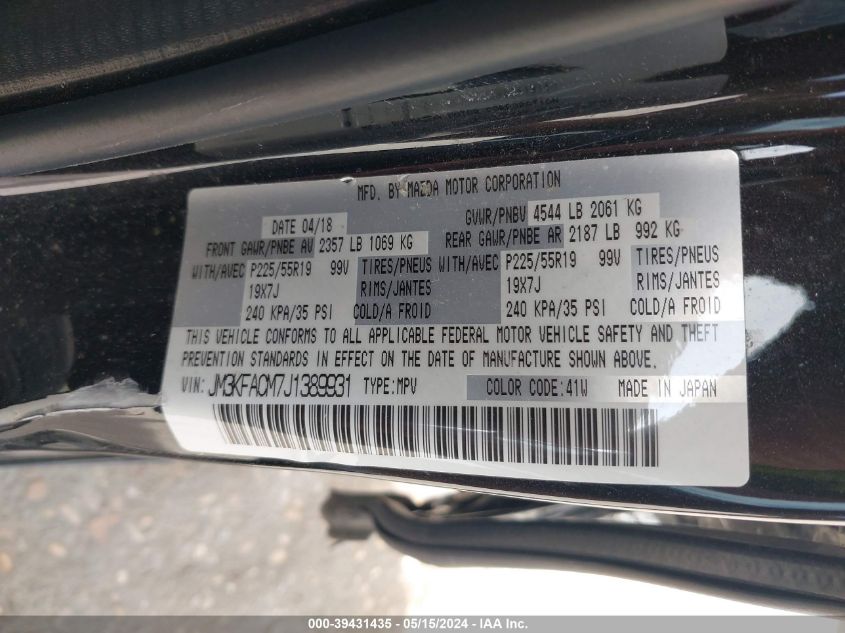 MFD. BY MAZDA MOTOR CORPORATION
DATE 04/18 GVWR/PNBV 4544 LB 2061 KG
FRONT GAWR/PNBE AV 2357 LB 1069 KG REAR GAWR/PNBE AR 2187 LB 992 KG
WITH/AVEC P225/55R19 99V TIRES/PNEUS WITH/AVEC P225/55R19 99V TIRES/PNEUS
19X7J RIMS/JANTES 19X7J RIMS/JANTES
240 KPA/35 PSI COLD/A FROID 240 KPA/35 PSI COLD/A FROID
THIS VEHICLE CONFORMS TO ALL APPLICABLE FEDERAL MOTOR VEHICLE SAFETY AND THEFT
PREVENTION STANDARDS IN EFFECT ON THE DATE OF MANUFACTURE SHOWN ABOVE.
VIN: JM3KFACM7J1389931 TYPE:MPV COLOR CODE:41W MADE IN JAPAN
000-39431435 - 05/15/2024 - IAA Inc.